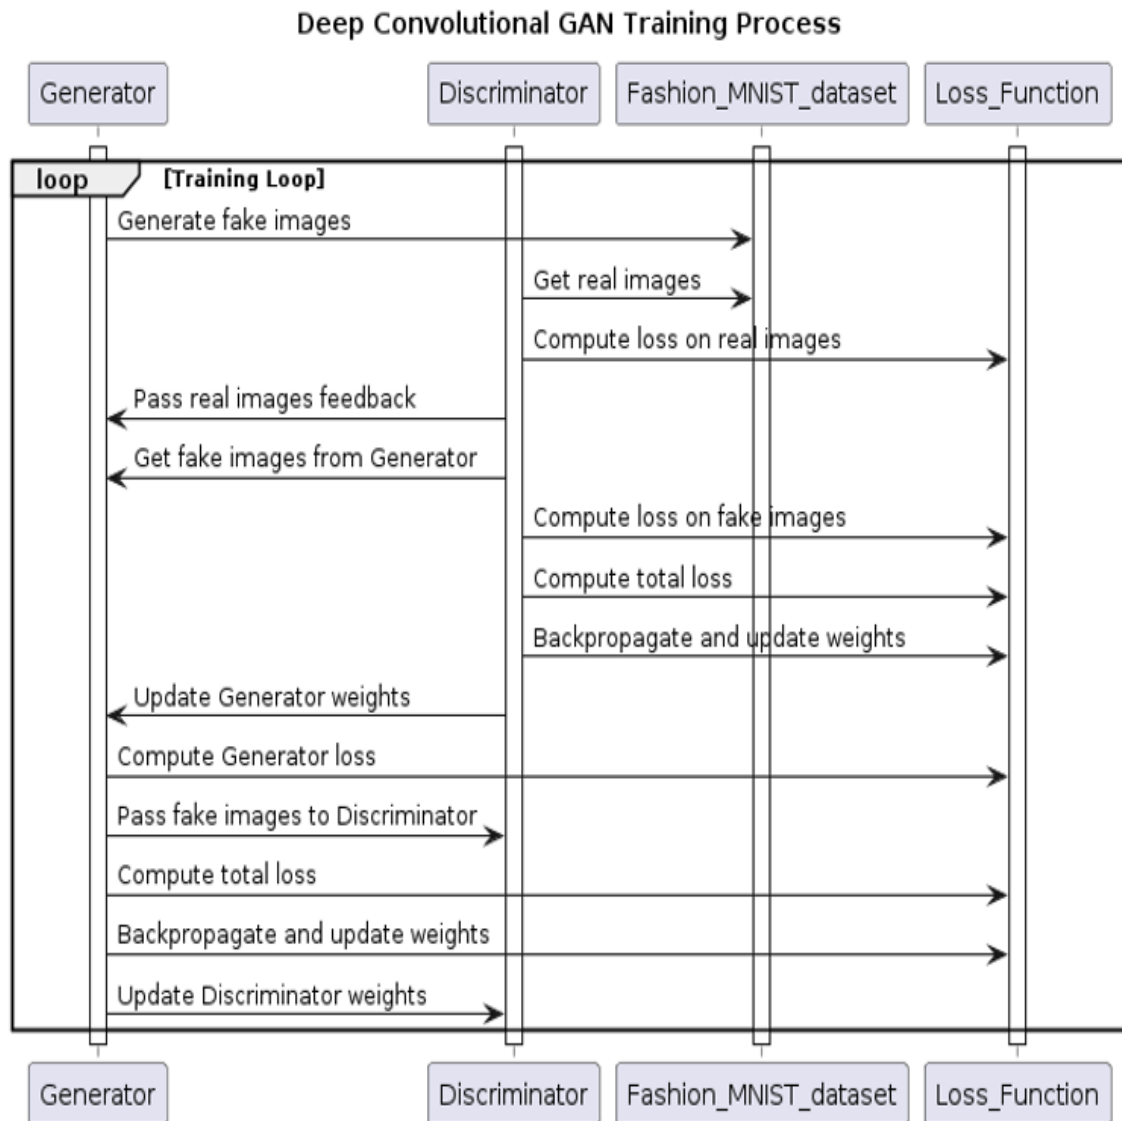 Deep Convolutional GAN Training Process
Generator
Discriminator
Fashion_MNIST_dataset
Loss_Function
loop
[Training Loop]
Generate fake images
Get real images
Compute loss on real images
Pass real images feedback
Get fake images from Generator
Compute loss on fake images
Compute total loss
Backpropagate and update weights
Update Generator weights
Compute Generator loss
Pass fake images to Discriminator
Compute total loss
Backpropagate and update weights
Update Discriminator weights
Generator
Discriminator
Fashion_MNIST_dataset
Loss_Function